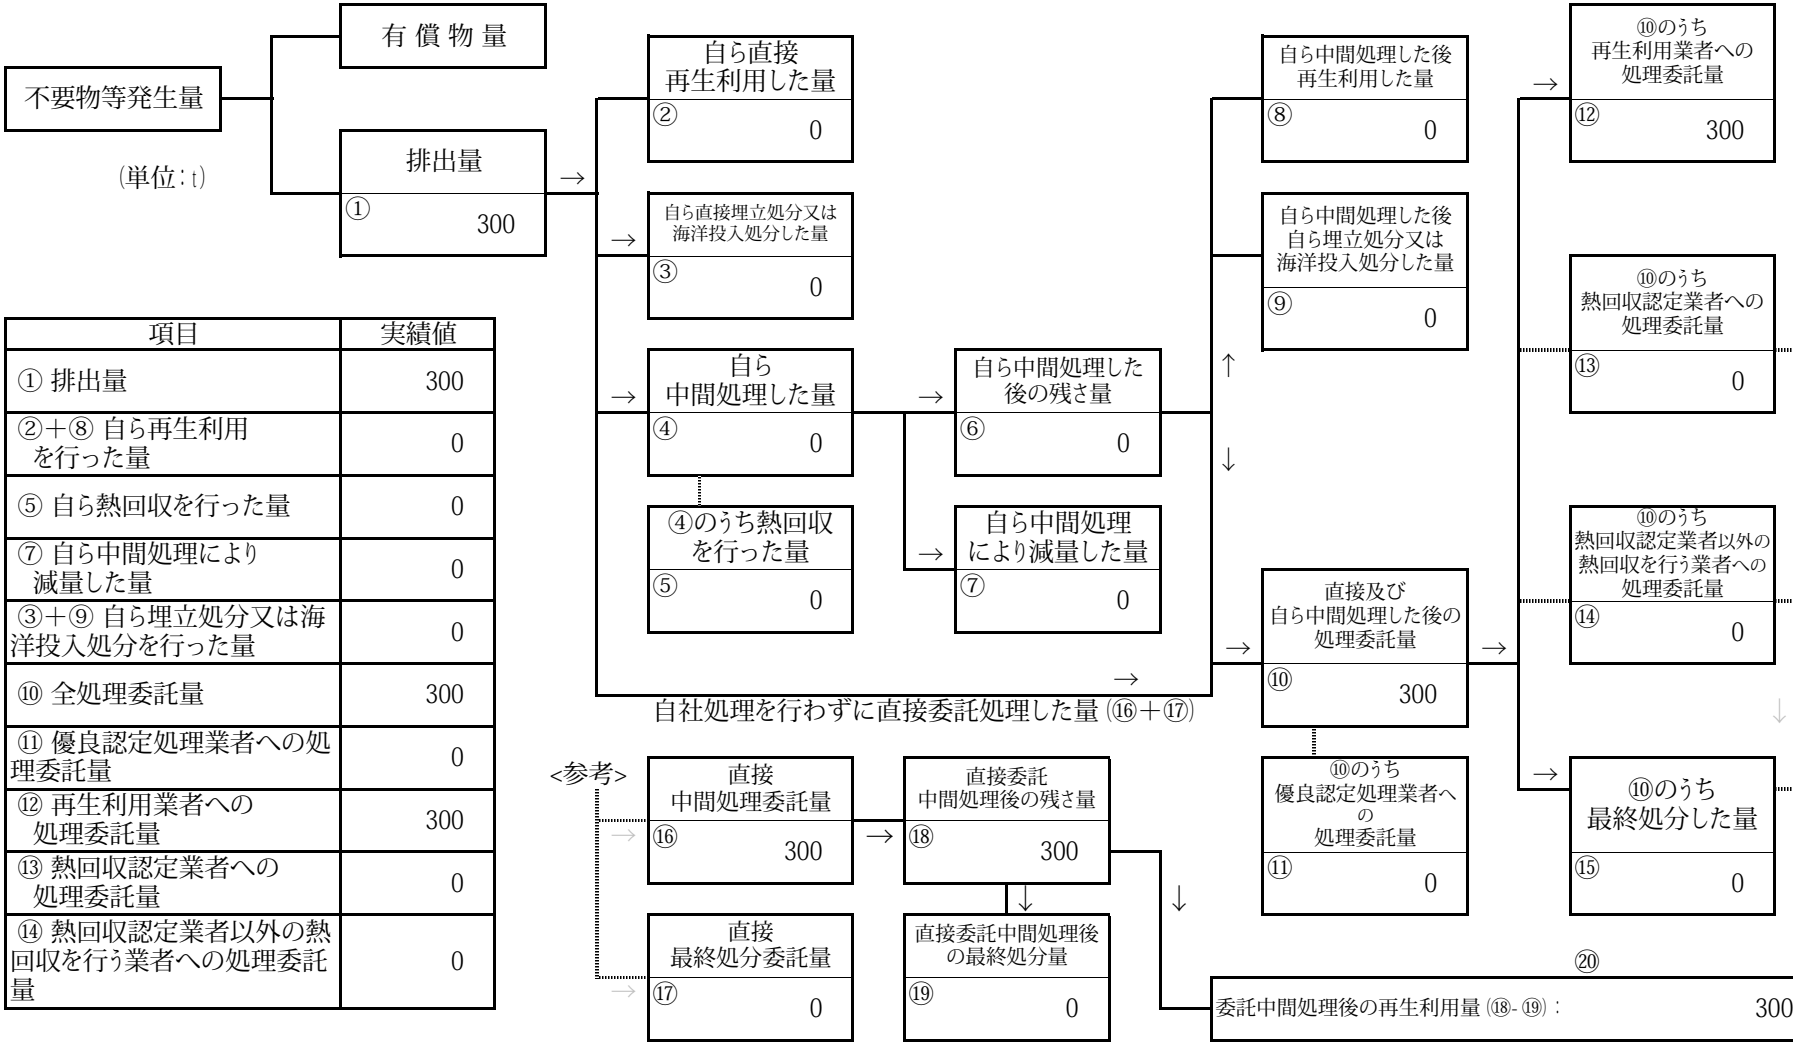 有償物量
不要物等発生量
(単位：t)
排出量
①
300
→
自ら直接
再生利用した量
②
0
→
自ら直接埋立処分又は
海洋投入処分した量
③
0
→
自ら
中間処理した量
④
0
④のうち熱回収
を行った量
⑤
0
→
自ら中間処理した
後の残さ量
⑥
0
→
自ら中間処理
により減量した量
⑦
0
自ら中間処理した後
再生利用した量
⑧
0
自ら中間処理した後
自ら埋立処分又は
海洋投入処分した量
⑨
0
↑
↓
→
直接及び
自ら中間処理した後の
処理委託量
⑩
300
→
→
自社処理を行わずに直接委託処理した量(⑯＋⑰)
⑩のうち
優良認定処理業者へ
の
処理委託量
⑪
0
→
⑩のうち
再生利用業者への
処理委託量
⑫
300
⑩のうち
熱回収認定業者への
処理委託量
⑬
0
⑩のうち
熱回収認定業者以外の
熱回収を行う業者への
処理委託量
⑭
0
↓
→
⑩のうち
最終処分した量
⑮
0
項目 実績値
① 排出量 300
②＋⑧ 自ら再生利用
を行った量 0
⑤ 自ら熱回収を行った量 0
⑦ 自ら中間処理により
減量した量 0
③＋⑨ 自ら埋立処分又は海
洋投入処分を行った量 0
⑩ 全処理委託量 300
⑪ 優良認定処理業者への処
理委託量 0
⑫ 再生利用業者への
処理委託量 300
⑬ 熱回収認定業者への
処理委託量 0
⑭ 熱回収認定業者以外の熱
回収を行う業者への処理委託
量 0
<参考>
→
直接
中間処理委託量
⑯
300
→
直接委託
中間処理後の残さ量
⑱
300
↓
↓
→
直接
最終処分委託量
⑰
0
直接委託中間処理後
の最終処分量
⑲
0
⑳
委託中間処理後の再生利用量(⑱-⑲)： 300